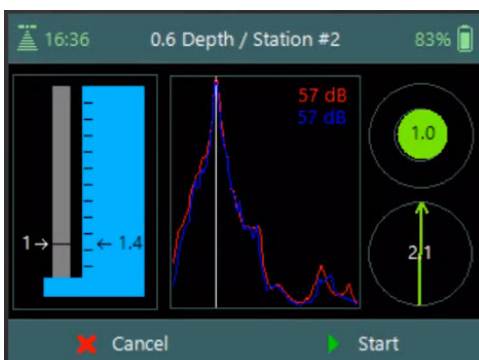 16:36 0.6 Depth / Station #2 83%
57 dB
57 dB
1.0
1→ ← 1.4
2.1
Cancel Start